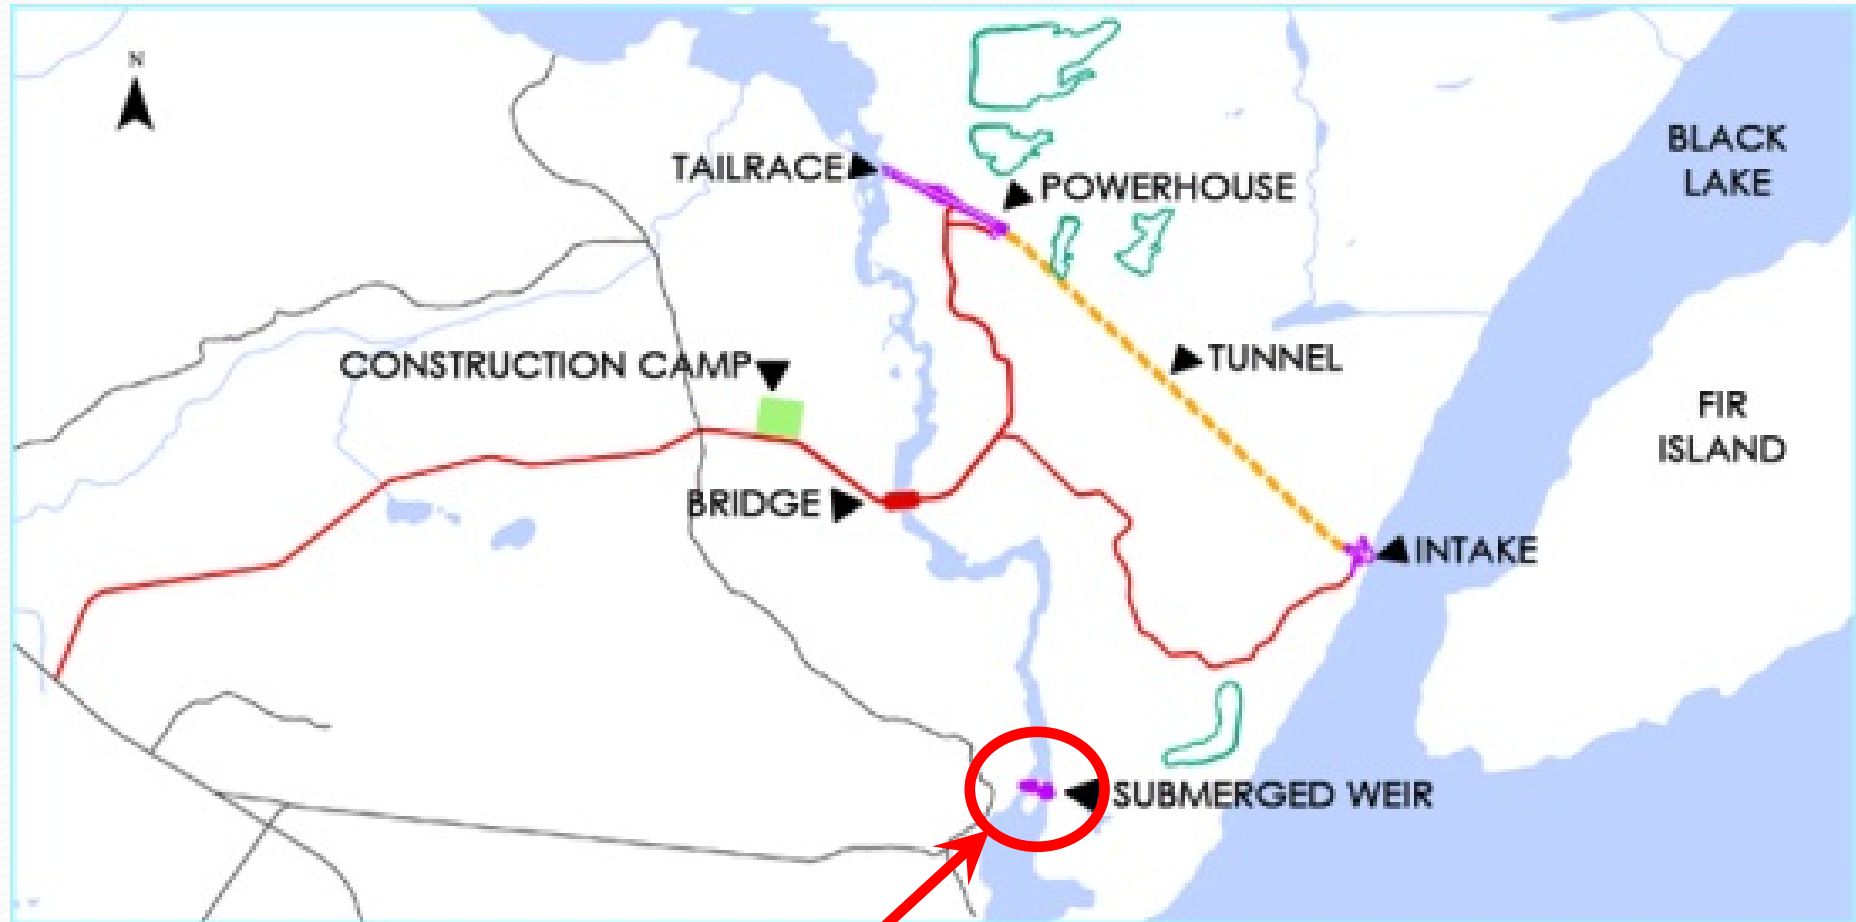 N
BLACK
LAKE
TAILRACE
POWERHOUSE
CONSTRUCTION CAMP
TUNNEL
FIR
ISLAND
BRIDGE
INTAKE
SUBMERGED WEIR